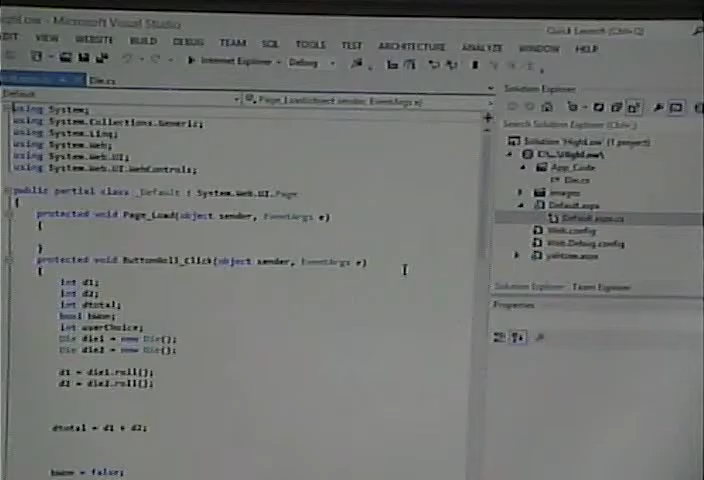 HighLow - Microsoft Visual Studio
Quick Launch (Ctrl+Q)
EDIT VIEW WEBSITE BUILD DEBUG TEAM SQL TOOLS TEST ARCHITECTURE ANALYZE WINDOW HELP
Internet Explorer Debug
Die.cs
_Default
Page_Load(object sender, EventArgs e)
using System;
using System.Collections.Generic;
using System.Linq;
using System.Web;
using System.Web.UI;
using System.Web.UI.WebControls;
public partial class _Default : System.Web.UI.Page
{
protected void Page_Load(object sender, EventArgs e)
{
}
protected void ButtonRoll_Click(object sender, EventArgs e)
{
int d1;
int d2;
int dtotal;
bool bwon;
int userChoice;
Die die1 = new Die();
Die die2 = new Die();
d1 = die1.roll();
d2 = die2.roll();
dtotal = d1 + d2;
bwon = false;
Solution Explorer
Search Solution Explorer (Ctrl+;)
Solution 'HighLow' (1 project)
C:\...\HighLow\
App_Code
Die.cs
images
Default.aspx
Default.aspx.cs
Web.config
Web.Debug.config
yahtzee.aspx
Solution Explorer Team Explorer
Properties